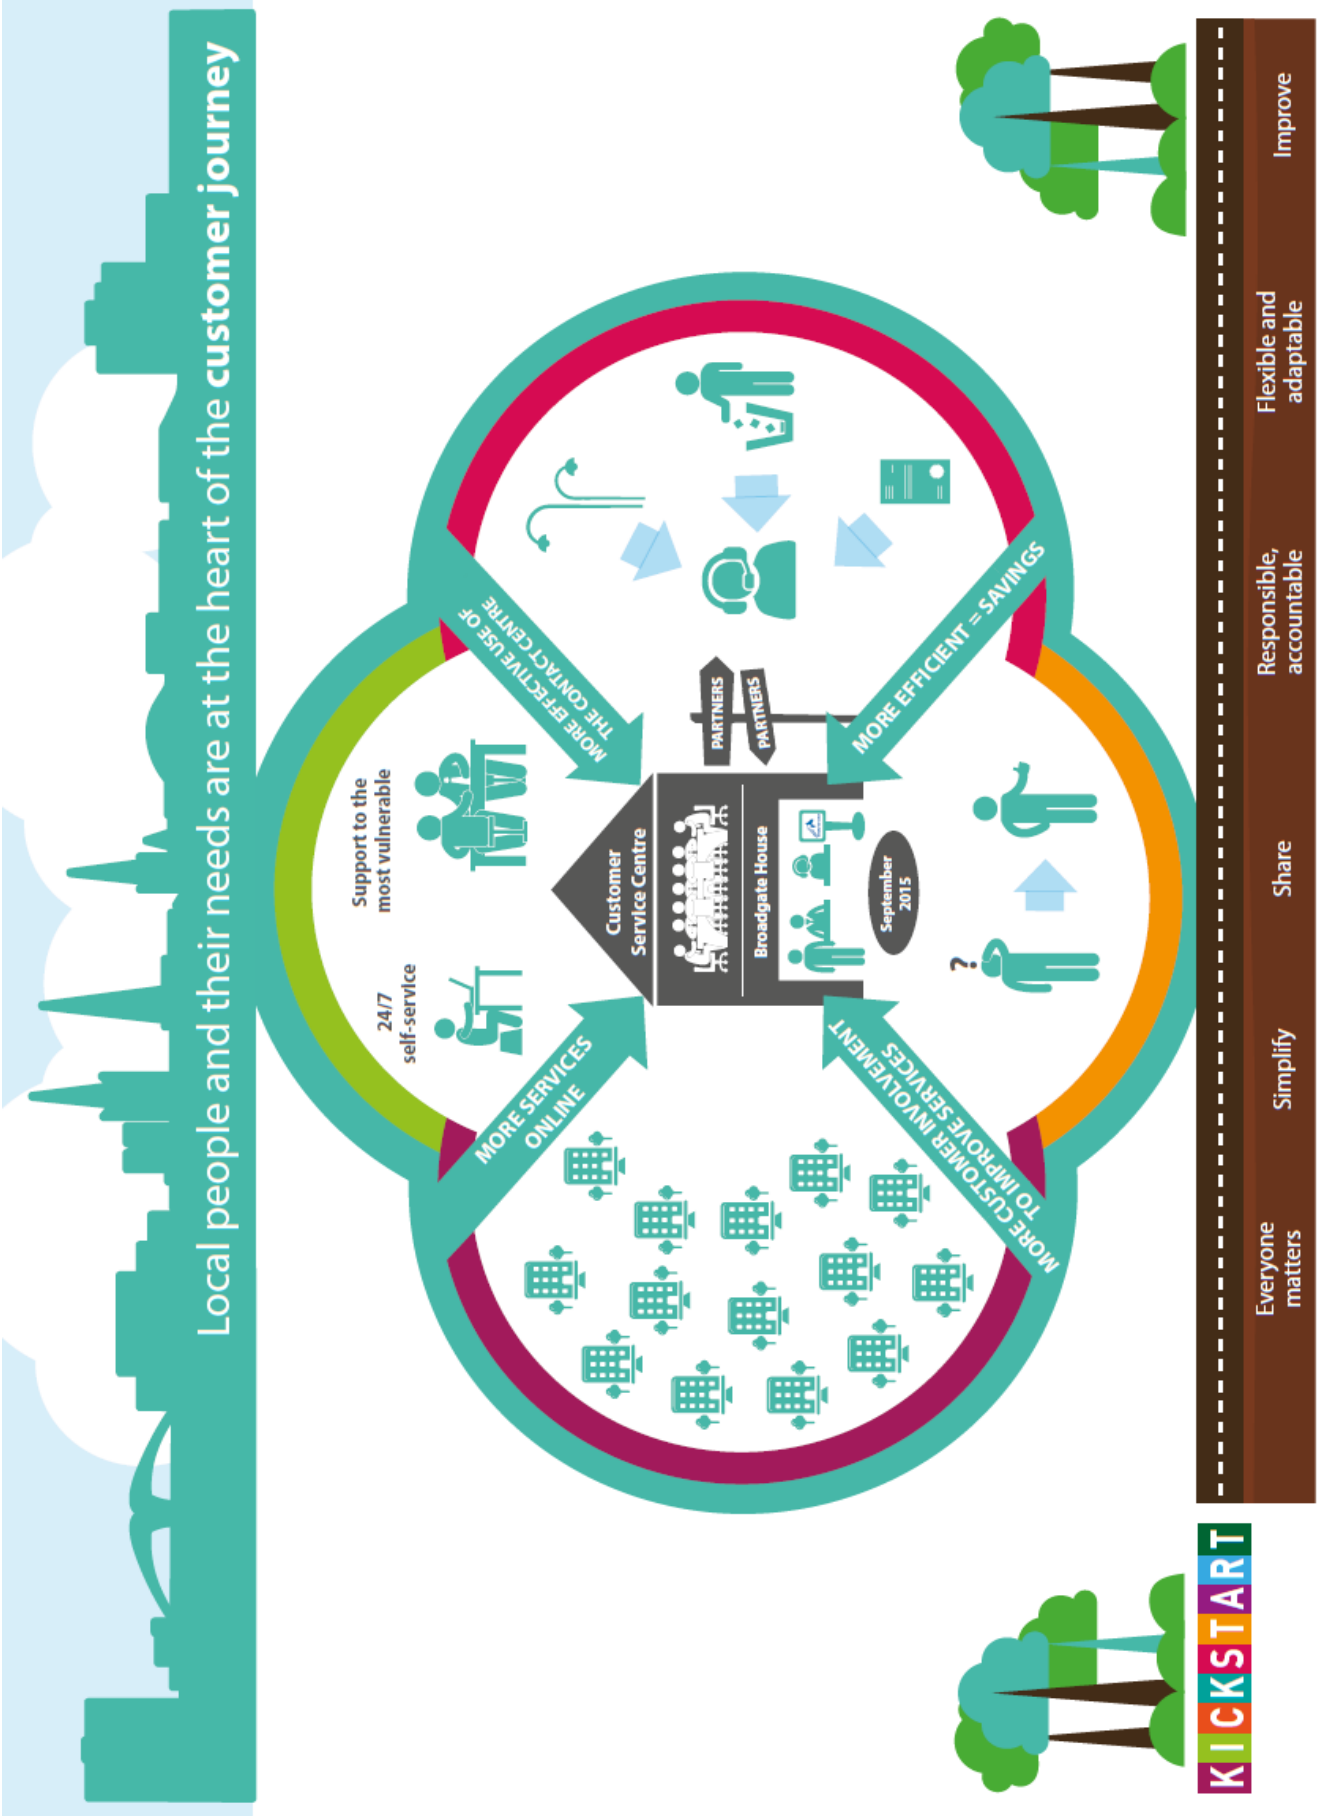 Local people and their needs are at the heart of the customer journey
24/7
self-service
Support to the
most vulnerable
MORE SERVICES
ONLINE
MORE EFFECTIVE USE OF
THE CONTACT CENTRE
Customer
Service Centre
Broadgate House
PARTNERS
PARTNERS
September
2015
MORE CUSTOMER INVOLVEMENT
TO IMPROVE SERVICES
MORE EFFICIENT = SAVINGS
?
KICKSTART
Everyone
matters
Simplify
Share
Responsible,
accountable
Flexible and
adaptable
Improve